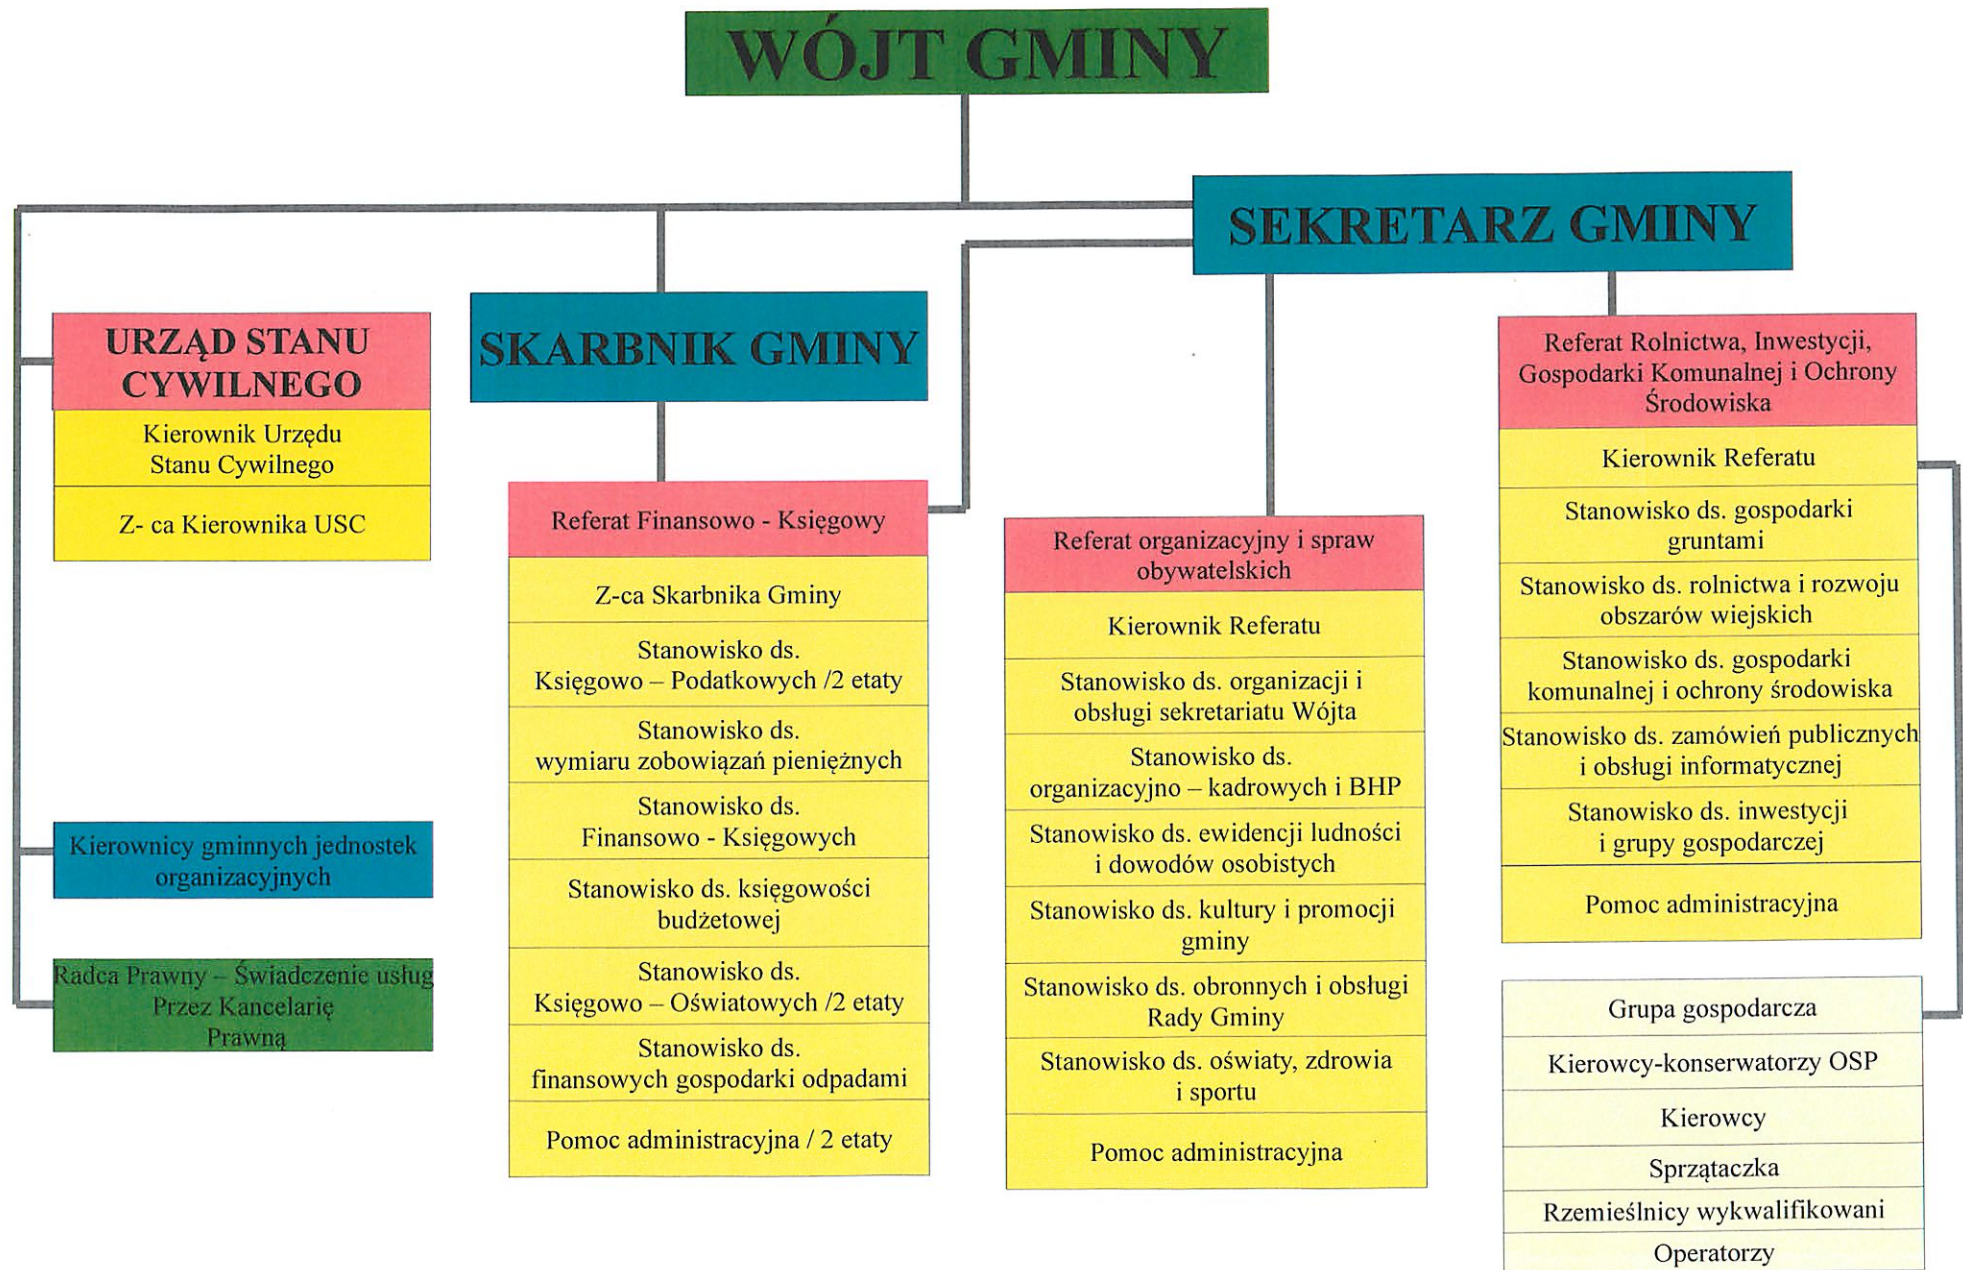 WÓJT GMINY
SEKRETARZ GMINY
URZĄD STANU
CYWILNEGO
Kierownik Urzędu
Stanu Cywilnego
Z- ca Kierownika USC
Kierownicy gminnych jednostek
organizacyjnych
Radca Prawny – Świadczenie usług
Przez Kancelarię
Prawną
SKARBNIK GMINY
Referat Finansowo - Księgowy
Z-ca Skarbnika Gminy
Stanowisko ds.
Księgowo – Podatkowych /2 etaty
Stanowisko ds.
wymiaru zobowiązań pieniężnych
Stanowisko ds.
Finansowo - Księgowych
Stanowisko ds. księgowości
budżetowej
Stanowisko ds.
Księgowo – Oświatowych /2 etaty
Stanowisko ds.
finansowych gospodarki odpadami
Pomoc administracyjna / 2 etaty
Referat organizacyjny i spraw
obywatelskich
Kierownik Referatu
Stanowisko ds. organizacji i
obsługi sekretariatu Wójta
Stanowisko ds.
organizacyjno – kadrowych i BHP
Stanowisko ds. ewidencji ludności
i dowodów osobistych
Stanowisko ds. kultury i promocji
gminy
Stanowisko ds. obronnych i obsługi
Rady Gminy
Stanowisko ds. oświaty, zdrowia
i sportu
Pomoc administracyjna
Referat Rolnictwa, Inwestycji,
Gospodarki Komunalnej i Ochrony
Środowiska
Kierownik Referatu
Stanowisko ds. gospodarki
gruntami
Stanowisko ds. rolnictwa i rozwoju
obszarów wiejskich
Stanowisko ds. gospodarki
komunalnej i ochrony środowiska
Stanowisko ds. zamówień publicznych
i obsługi informatycznej
Stanowisko ds. inwestycji
i grupy gospodarczej
Pomoc administracyjna
Grupa gospodarcza
Kierowcy-konserwatorzy OSP
Kierowcy
Sprzątaczka
Rzemieślnicy wykwalifikowani
Operatorzy